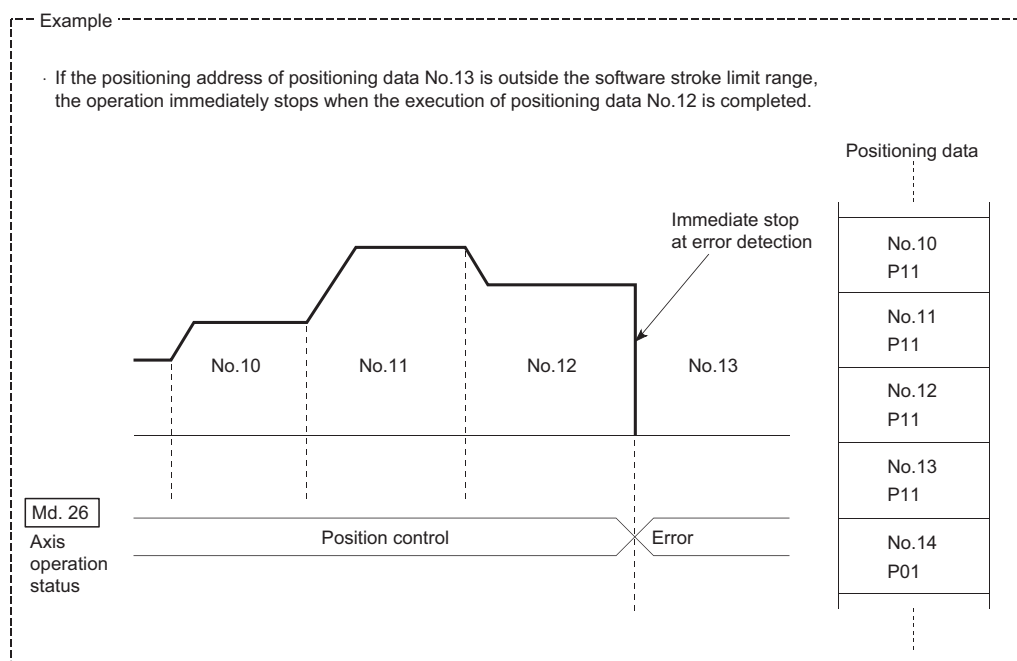 Example
· If the positioning address of positioning data No.13 is outside the software stroke limit range,
the operation immediately stops when the execution of positioning data No.12 is completed.
Positioning data
Immediate stop
at error detection
No.10
No.11
No.12
No.13
No.10
P11
No.11
P11
No.12
P11
No.13
P11
No.14
P01
Md. 26
Axis
operation
status
Position control
Error